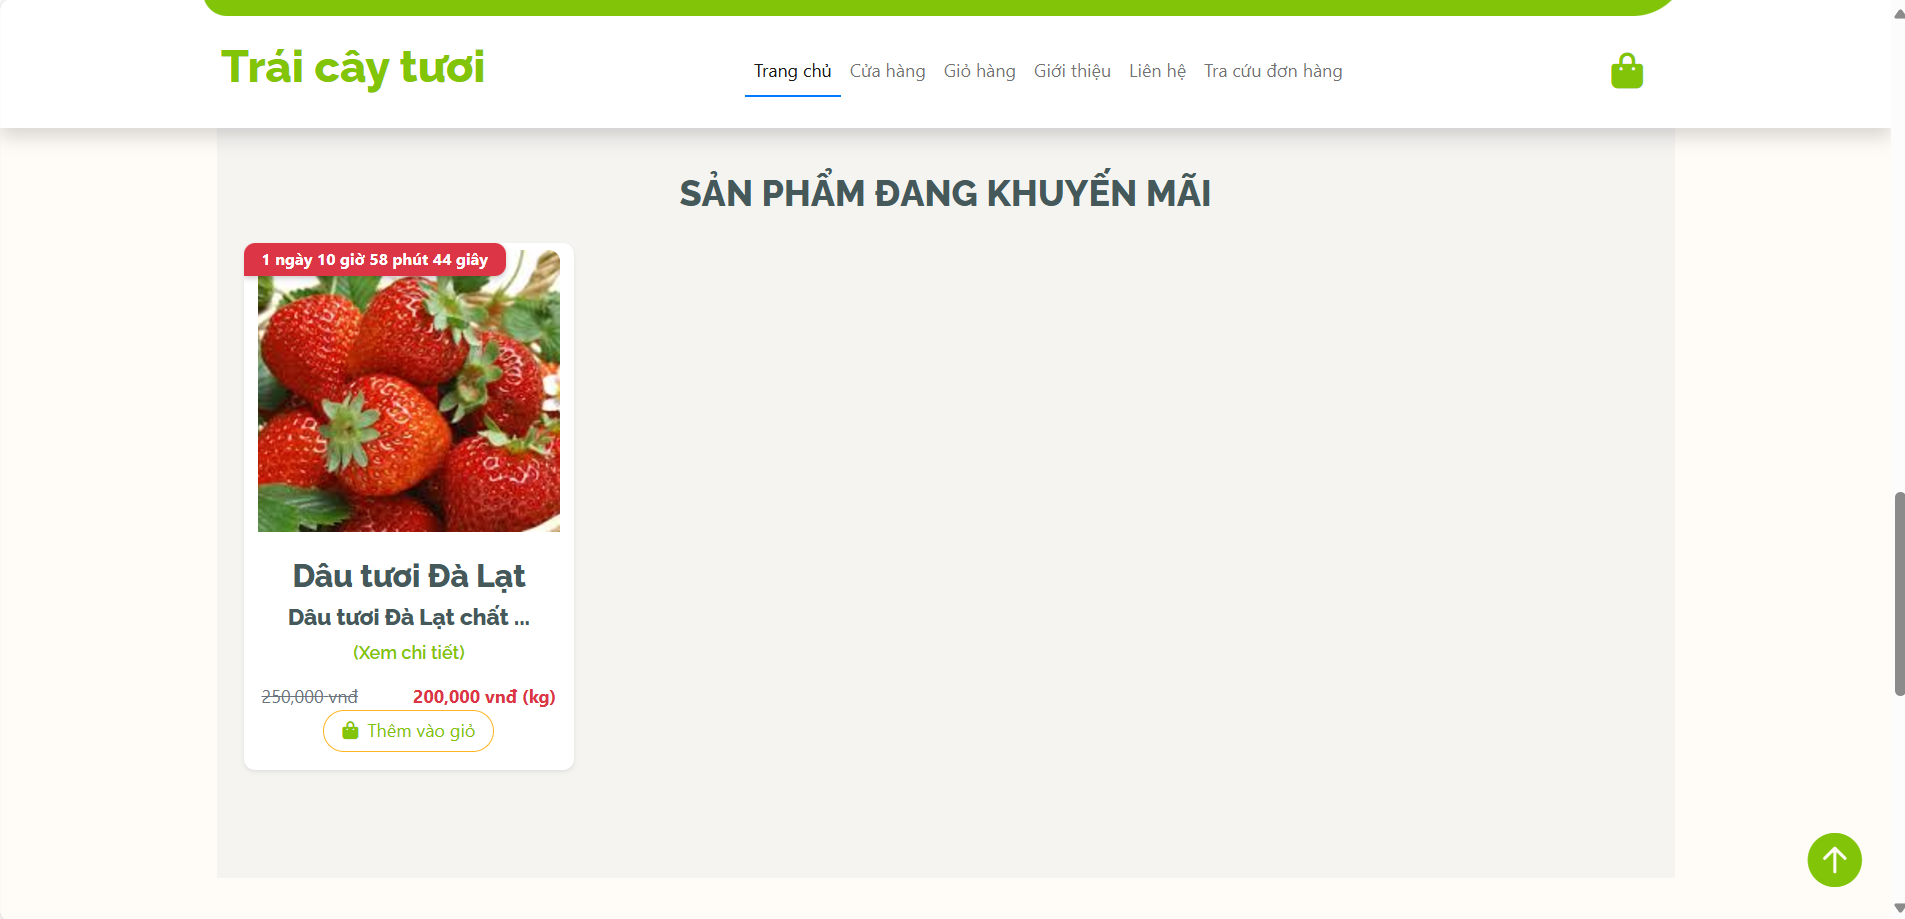 Trái cây tươi
Trang chủ Cửa hàng Giỏ hàng Giới thiệu Liên hệ Tra cứu đơn hàng
SẢN PHẨM ĐANG KHUYẾN MÃI
1 ngày 10 giờ 58 phút 44 giây
Dâu tươi Đà Lạt
Dâu tươi Đà Lạt chất ...
(Xem chi tiết)
250,000 vnđ 200,000 vnđ (kg)
Thêm vào giỏ